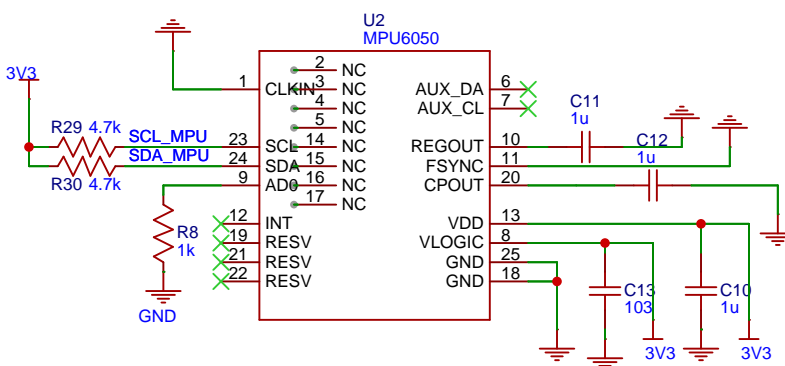 U2
MPU6050
3V3
R29 4.7k
SCL_MPU
SDA_MPU
R30 4.7k
R8
1k
GND
1 CLKIN
23 SCL
24 SDA
9 AD0
12 INT
19 RESV
21 RESV
22 RESV
2 NC
3 NC
4 NC
5 NC
14 NC
15 NC
16 NC
17 NC
AUX_DA 6
AUX_CL 7
REGOUT 10
FSYNC 11
CPOUT 20
VDD 13
VLOGIC 8
GND 25
GND 18
C11
1u
C12
1u
C13
103
C10
1u
3V3
3V3